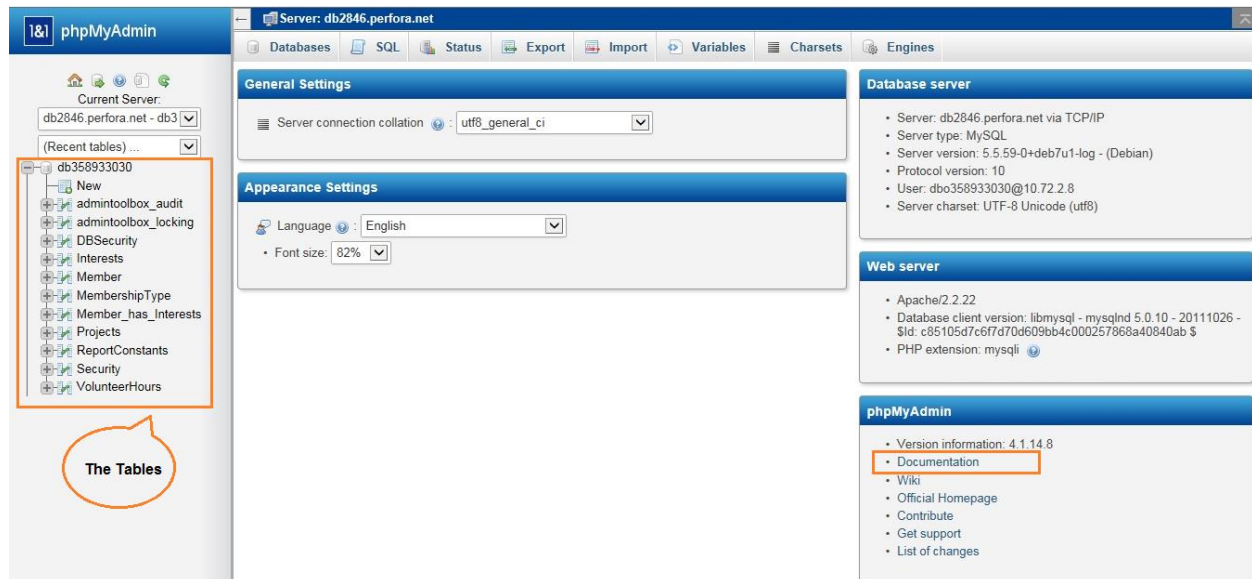 1&1 phpMyAdmin
Current Server:
db2846.perfora.net - db3
(Recent tables) ...
db358933030
New
admintoolbox_audit
admintoolbox_locking
DBSecurity
Interests
Member
MembershipType
Member_has_Interests
Projects
ReportConstants
Security
VolunteerHours
The Tables
Server: db2846.perfora.net
Databases SQL Status Export Import Variables Charsets Engines
General Settings
Server connection collation : utf8_general_ci
Appearance Settings
Language : English
• Font size: 82%
Database server
• Server: db2846.perfora.net via TCP/IP
• Server type: MySQL
• Server version: 5.5.59-0+deb7u1-log - (Debian)
• Protocol version: 10
• User: dbo358933030@10.72.2.8
• Server charset: UTF-8 Unicode (utf8)
Web server
• Apache/2.2.22
• Database client version: libmysql - mysqlnd 5.0.10 - 20111026 -
$Id: c85105d7c6f7d70d609bb4c000257868a40840ab $
• PHP extension: mysqli
phpMyAdmin
• Version information: 4.1.14.8
• Documentation
• Wiki
• Official Homepage
• Contribute
• Get support
• List of changes